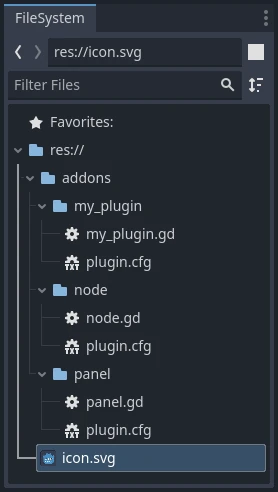 FileSystem
res://icon.svg
Filter Files
Favorites:
res://
addons
my_plugin
my_plugin.gd
plugin.cfg
node
node.gd
plugin.cfg
panel
panel.gd
plugin.cfg
icon.svg